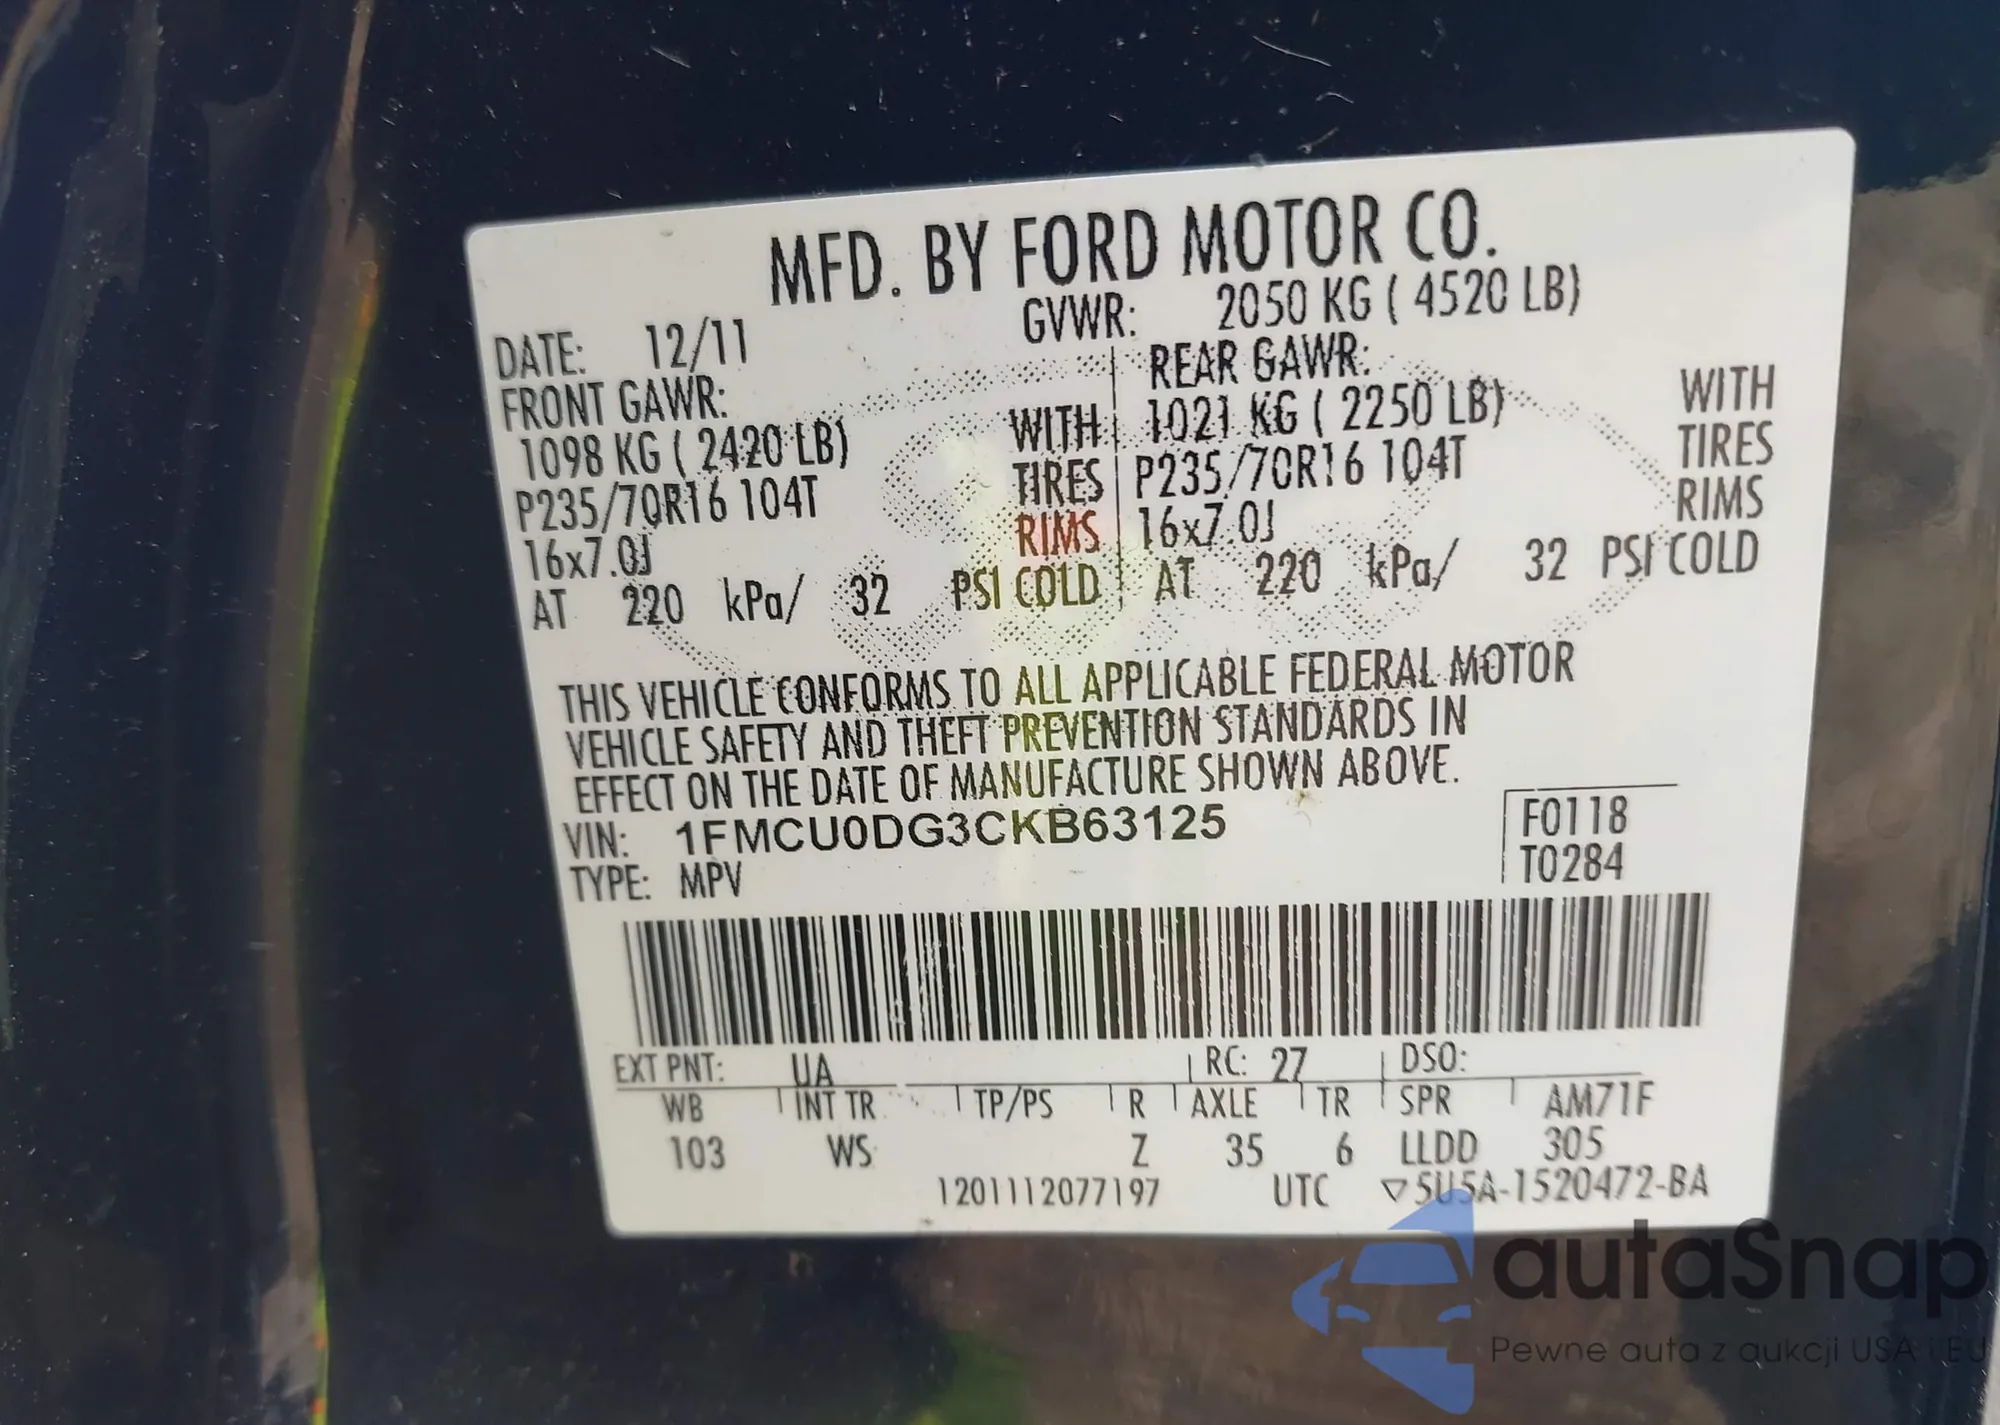 MFD. BY FORD MOTOR CO.
DATE: 12/11 GVWR: 2050 KG ( 4520 LB)
FRONT GAWR: REAR GAWR:
1098 KG ( 2420 LB) WITH 1021 KG ( 2250 LB) WITH
P235/70R16 104T TIRES P235/70R16 104T TIRES
16x7.0J RIMS 16x7.0J RIMS
AT 220 kPa/ 32 PSI COLD AT 220 kPa/ 32 PSI COLD
THIS VEHICLE CONFORMS TO ALL APPLICABLE FEDERAL MOTOR
VEHICLE SAFETY AND THEFT PREVENTION STANDARDS IN
EFFECT ON THE DATE OF MANUFACTURE SHOWN ABOVE.
VIN: 1FMCU0DG3CKB63125 F0118
TYPE: MPV T0284
EXT PNT: UA RC: 27 DSO:
WB INT TR TP/PS R AXLE TR SPR AM71F
103 WS Z 35 6 LLDD 305
1201112077197 UTC ▽5U5A-1520472-BA
autaSnap
Pewne auta z aukcji USA i EU